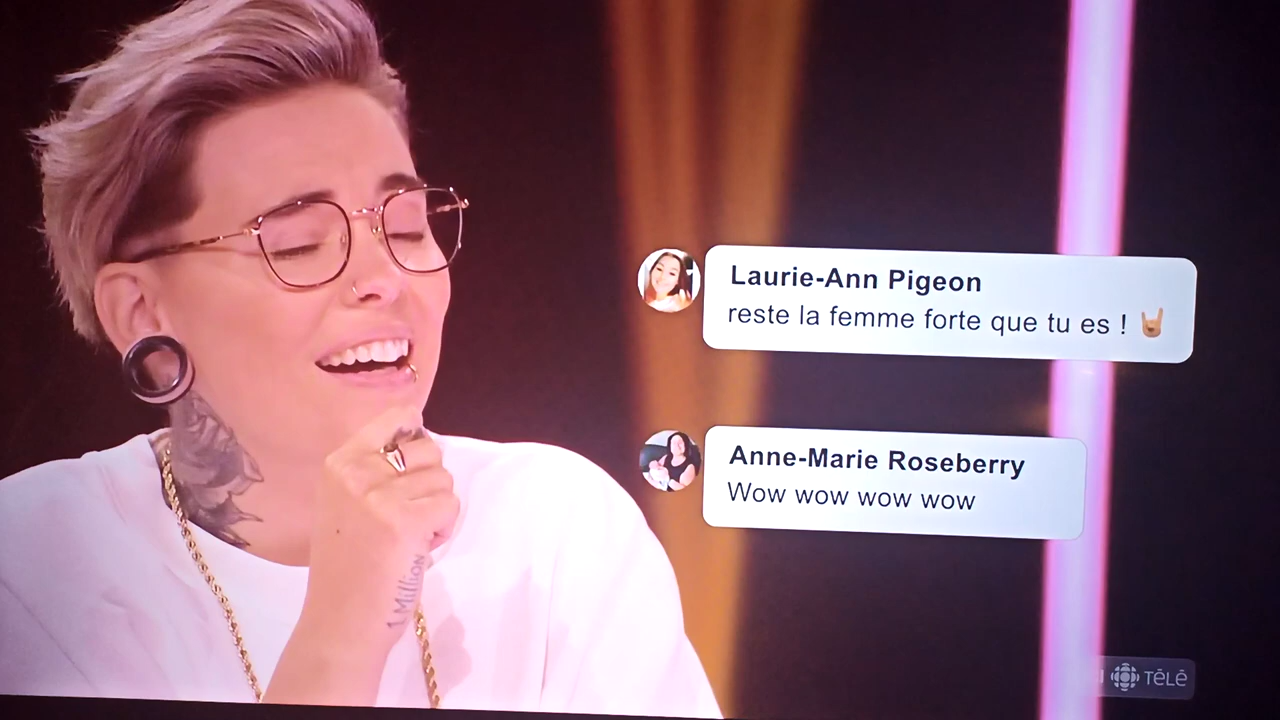 Laurie-Ann Pigeon
reste la femme forte que tu es ! 🤘
Anne-Marie Roseberry
Wow wow wow wow
1 Million
TÉLÉ